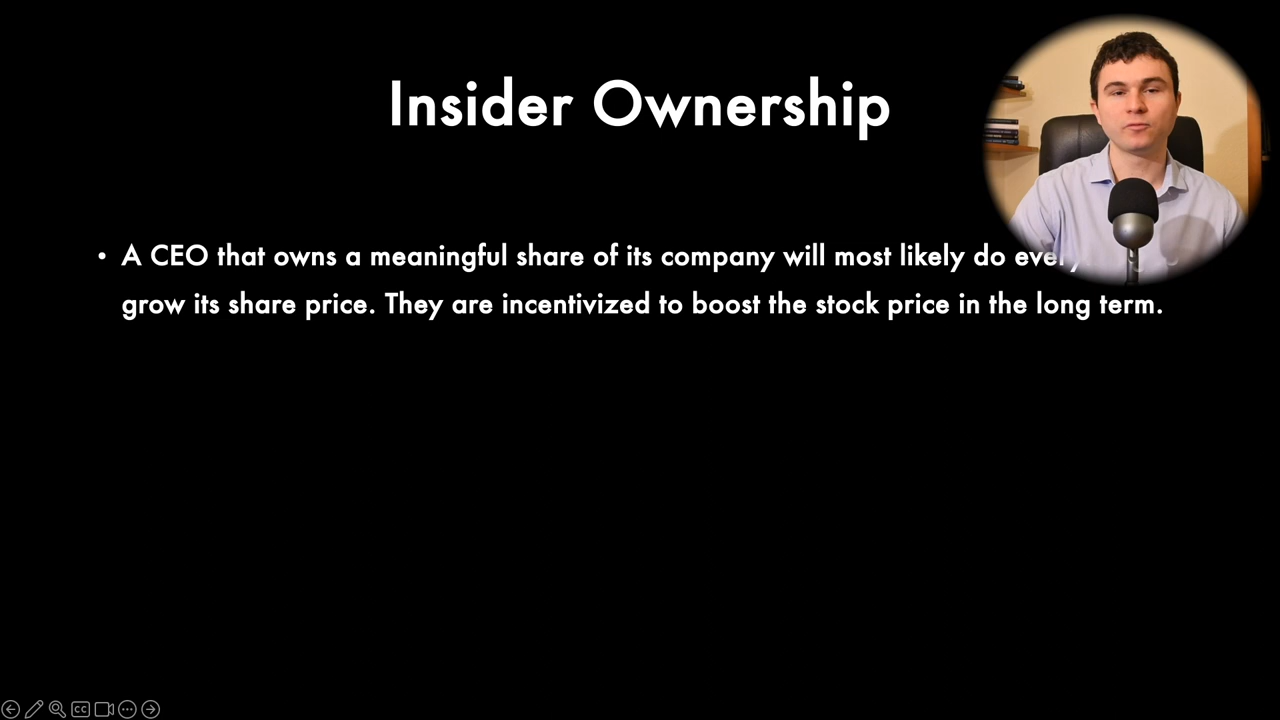 Insider Ownership
• A CEO that owns a meaningful share of its company will most likely do
grow its share price. They are incentivized to boost the stock price in the long term.
CC